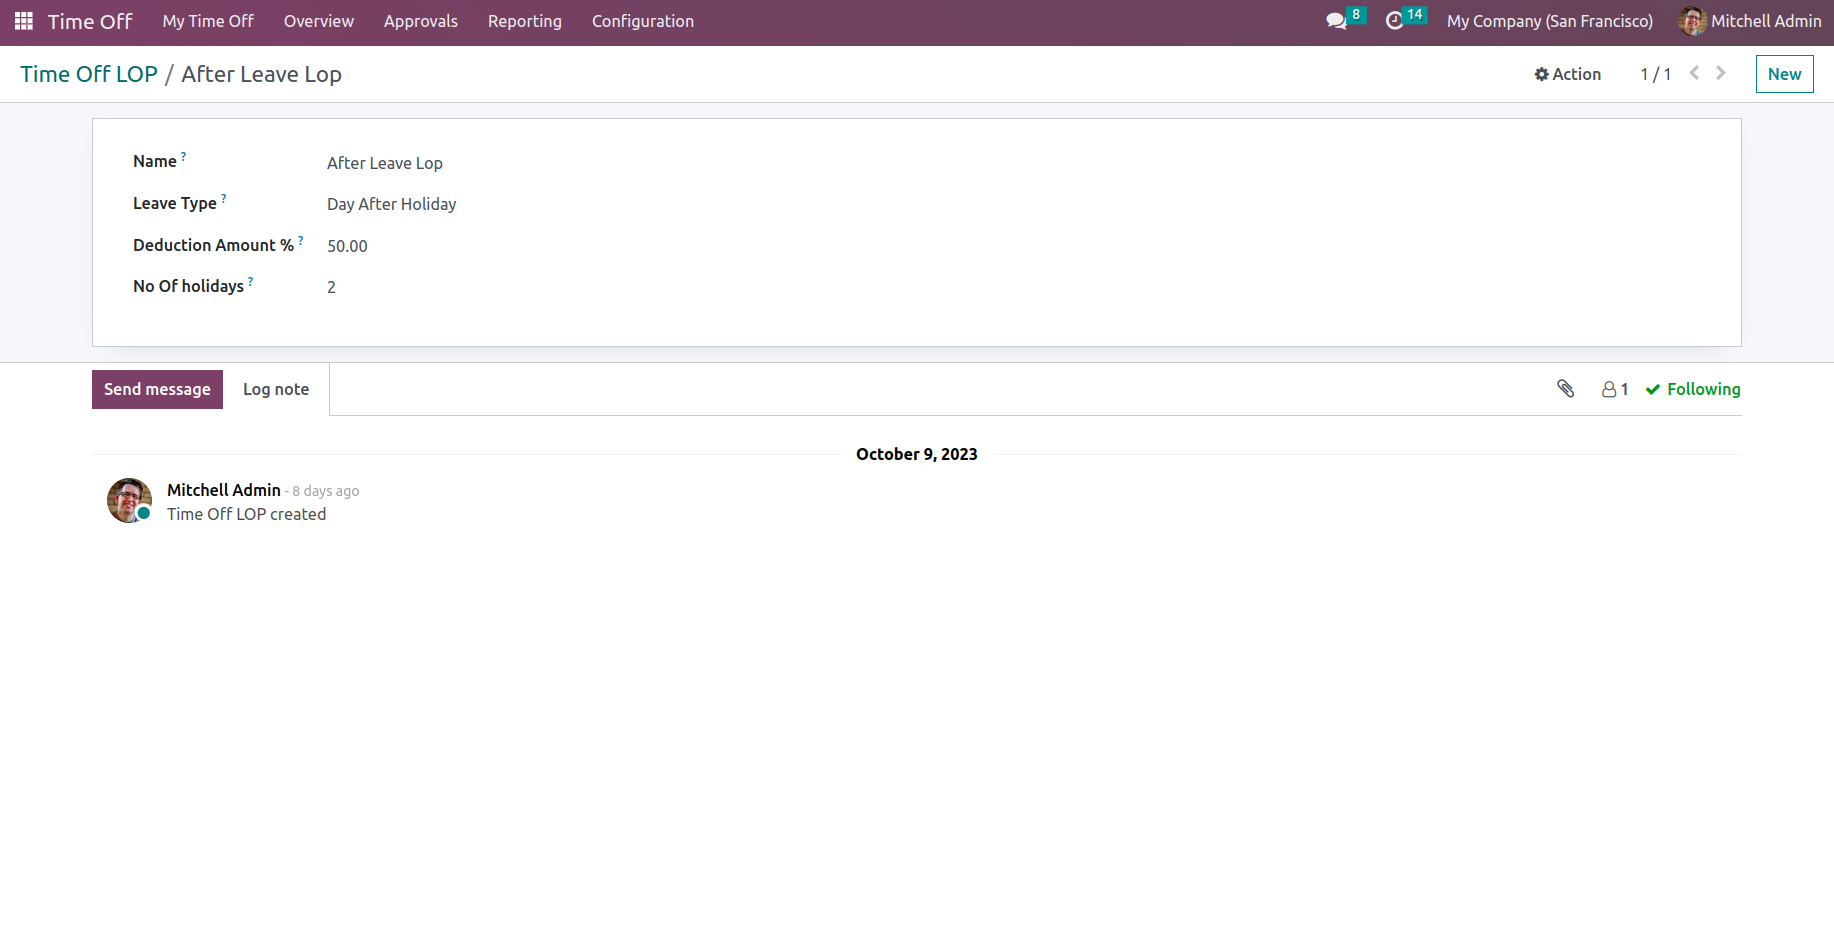 Time Off My Time Off Overview Approvals Reporting Configuration 8 14 My Company (San Francisco) Mitchell Admin
Time Off LOP / After Leave Lop Action 1 / 1 New
Name ? After Leave Lop
Leave Type ? Day After Holiday
Deduction Amount % ? 50.00
No Of holidays ? 2
Send message Log note 1 Following
October 9, 2023
Mitchell Admin - 8 days ago
Time Off LOP created